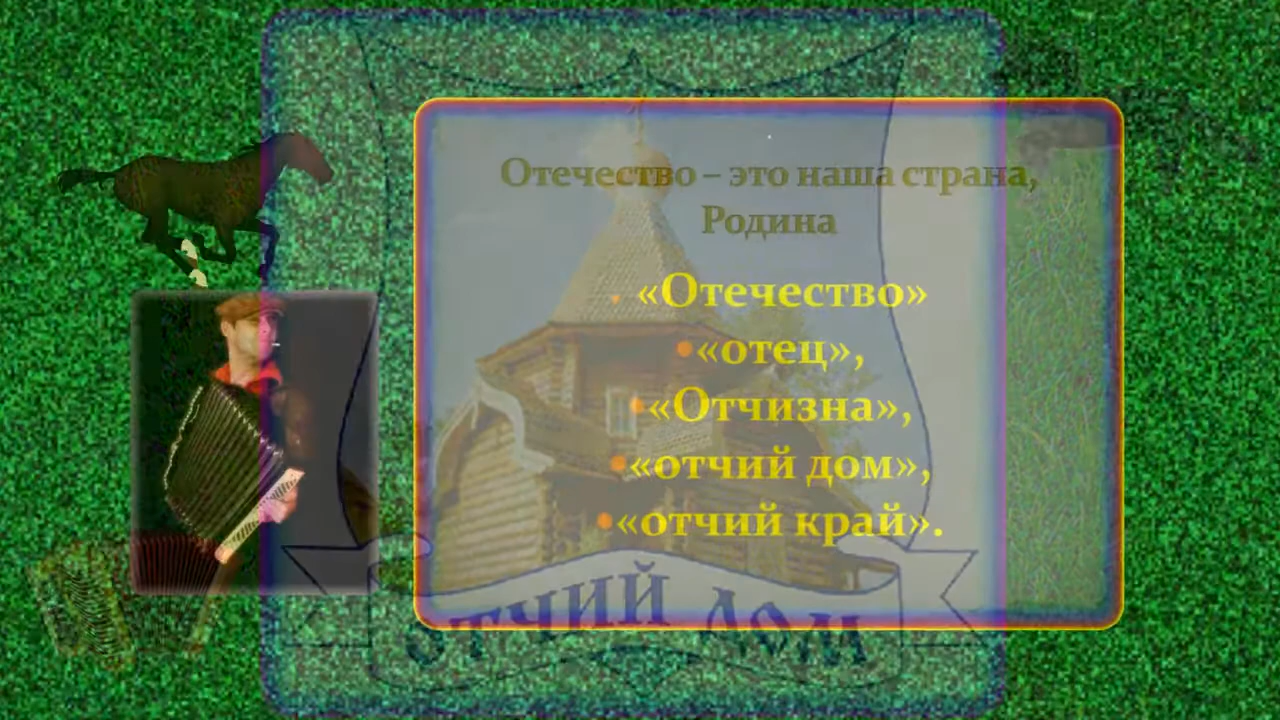 Отечество – это наша страна,
Родина
«Отечество»
«отец»,
«Отчизна»,
«отчий дом»,
«отчий край».
ОТЧИЙ ДОМ